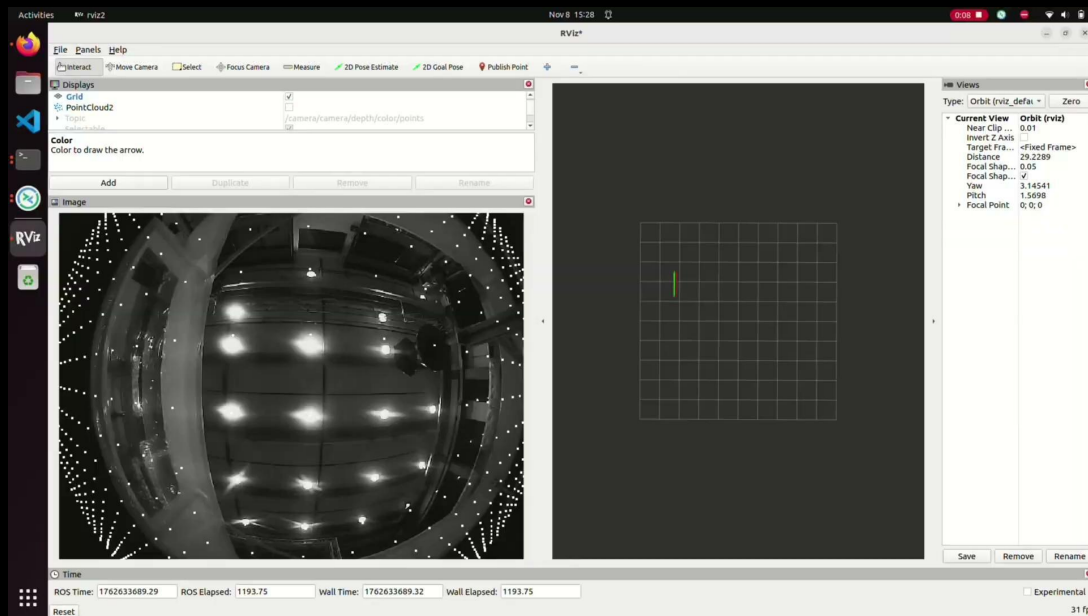 Activities rviz2 Nov 8 15:28 0:08
RViz*
File Panels Help
Interact Move Camera Select Focus Camera Measure 2D Pose Estimate 2D Goal Pose Publish Point
Displays
Grid
PointCloud2
Topic /camera/camera/depth/color/points
Selectable
Color
Color to draw the arrow.
Add Duplicate Remove Rename
Image
Views
Type: Orbit (rviz_defau Zero
Current View Orbit (rviz)
Near Clip ... 0.01
Invert Z Axis
Target Fra... <Fixed Frame>
Distance 29.2289
Focal Shap... 0.05
Focal Shap...
Yaw 3.14541
Pitch 1.5698
Focal Point 0; 0; 0
Save Remove Rename
RViz
Time
ROS Time: 1762633689.29 ROS Elapsed: 1193.75 Wall Time: 1762633689.32 Wall Elapsed: 1193.75 Experimental
Reset 31 f